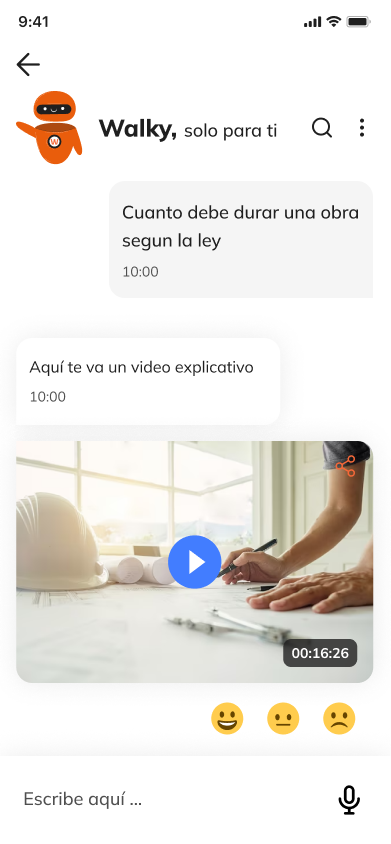 9:41
Walky, solo para ti
Cuanto debe durar una obra
segun la ley
10:00
Aquí te va un video explicativo
10:00
00:16:26
Escribe aquí ...